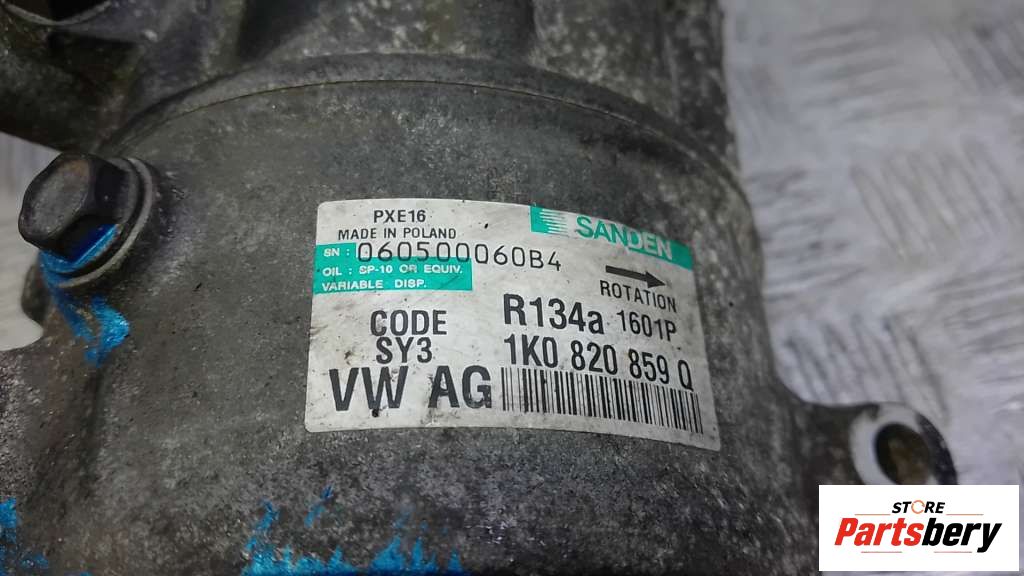 PXE16
MADE IN POLAND
SANDEN
SN : 060500060B4
OIL : SP-10 OR EQUIV.
VARIABLE DISP.
ROTATION
CODE R134a 1601P
SY3 1K0 820 859 Q
VW AG
STORE
Partsbery